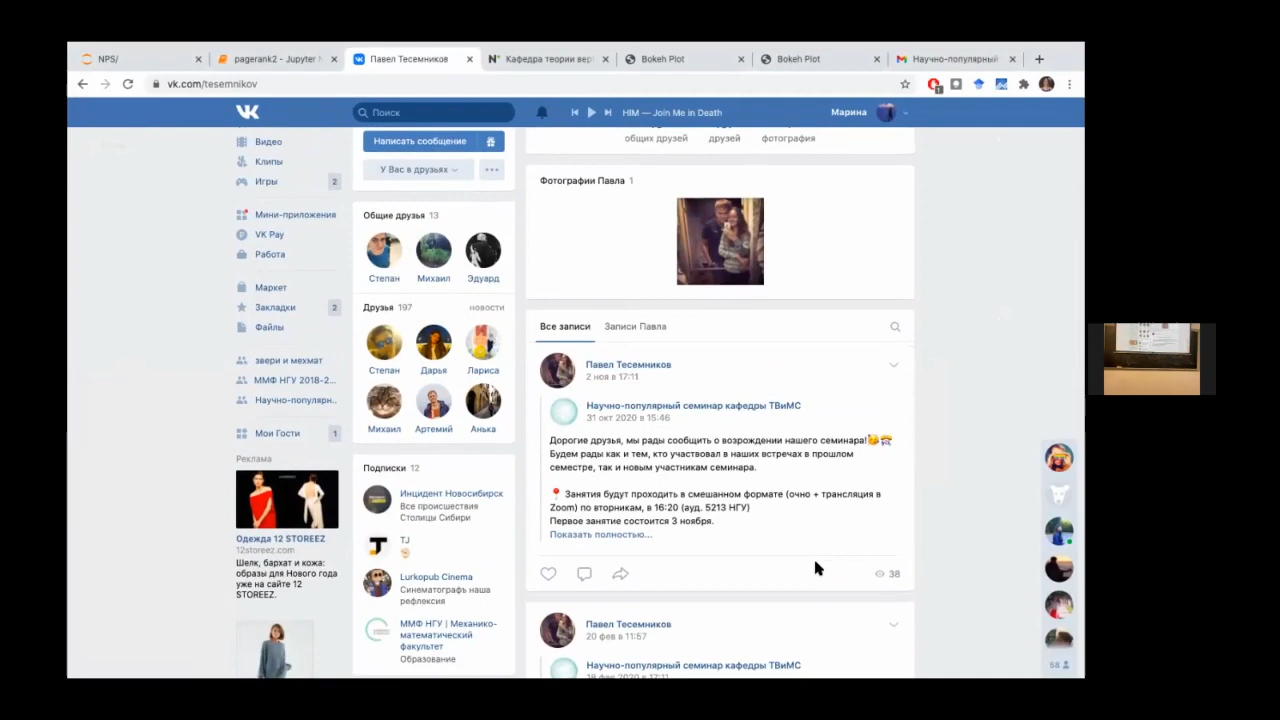 NPS/
pagerank2 - Jupyter
Павел Тесемников
Кафедра теории вер
Bokeh Plot
Bokeh Plot
Научно-популярный
vk.com/tesemnikov
Поиск
HIM — Join Me in Death
Марина
Видео
Клипы
Игры 2
Мини-приложения
VK Pay
Работа
Маркет
Закладки 2
Файлы
звери и мехмат
ММФ НГУ 2018-2...
Научно-популярн..
Мои Гости 1
Реклама
Одежда 12 STOREEZ
12storeez.com
Шелк, бархат и кожа:
образы для Нового года
уже на сайте 12
STOREEZ.
Написать сообщение
У Вас в друзьях
Общие друзья 13
Степан Михаил Эдуард
Друзья 197 новости
Степан Дарья Лариса
Михаил Артемий Анька
Подписки 12
Инцидент Новосибирск
Все происшествия
Столицы Сибири
TJ
Lurkopub Cinema
Синематографъ наша
рефлексия
ММФ НГУ | Механико-
математический
факультет
Образование
общих друзей друзей фотография
Фотографии Павла 1
Все записи Записи Павла
Павел Тесемников
2 ноя в 17:11
Научно-популярный семинар кафедры ТВиМС
31 окт 2020 в 15:46
Дорогие друзья, мы рады сообщить о возрождении нашего семинара!🥳🤠
Будем рады как и тем, кто участвовал в наших встречах в прошлом
семестре, так и новым участникам семинара.
📍 Занятия будут проходить в смешанном формате (очно + трансляция в
Zoom) по вторникам, в 16:20 (ауд. 5213 НГУ)
Первое занятие состоится 3 ноября.
Показать полностью...
38
Павел Тесемников
20 фев в 11:57
Научно-популярный семинар кафедры ТВиМС
18 фев 2020 в 17:11
58